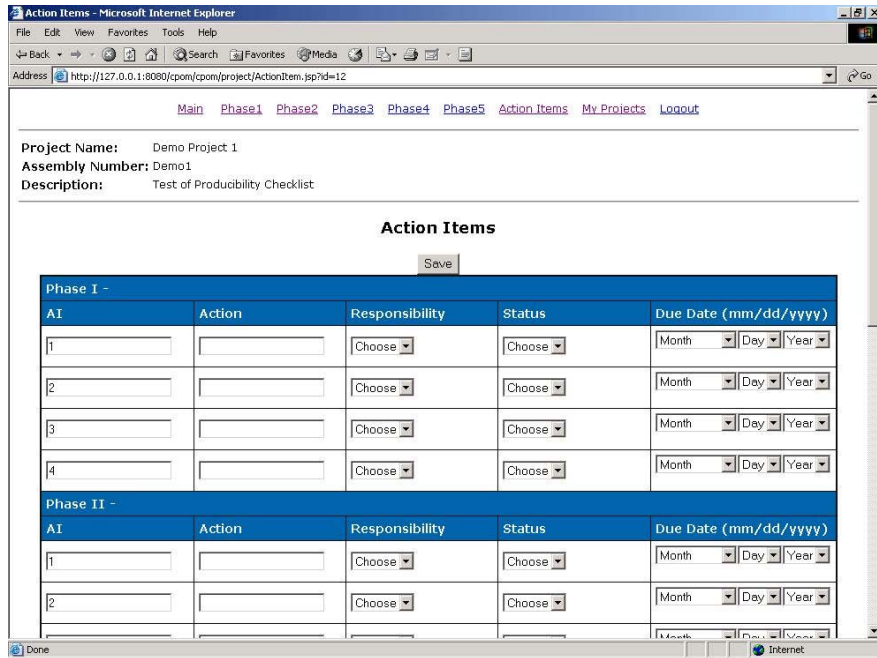 Action Items - Microsoft Internet Explorer
File Edit View Favorites Tools Help
Back Search Favorites Media
Address http://127.0.0.1:8080/cpom/cpom/project/ActionItem.jsp?id=12 Go
Main Phase1 Phase2 Phase3 Phase4 Phase5 Action Items My Projects Logout
Project Name: Demo Project 1
Assembly Number: Demo1
Description: Test of Producibility Checklist
Action Items
Save
Phase I -
AI Action Responsibility Status Due Date (mm/dd/yyyy)
1 Choose Choose Month Day Year
2 Choose Choose Month Day Year
3 Choose Choose Month Day Year
4 Choose Choose Month Day Year
Phase II -
AI Action Responsibility Status Due Date (mm/dd/yyyy)
1 Choose Choose Month Day Year
2 Choose Choose Month Day Year
Done Internet